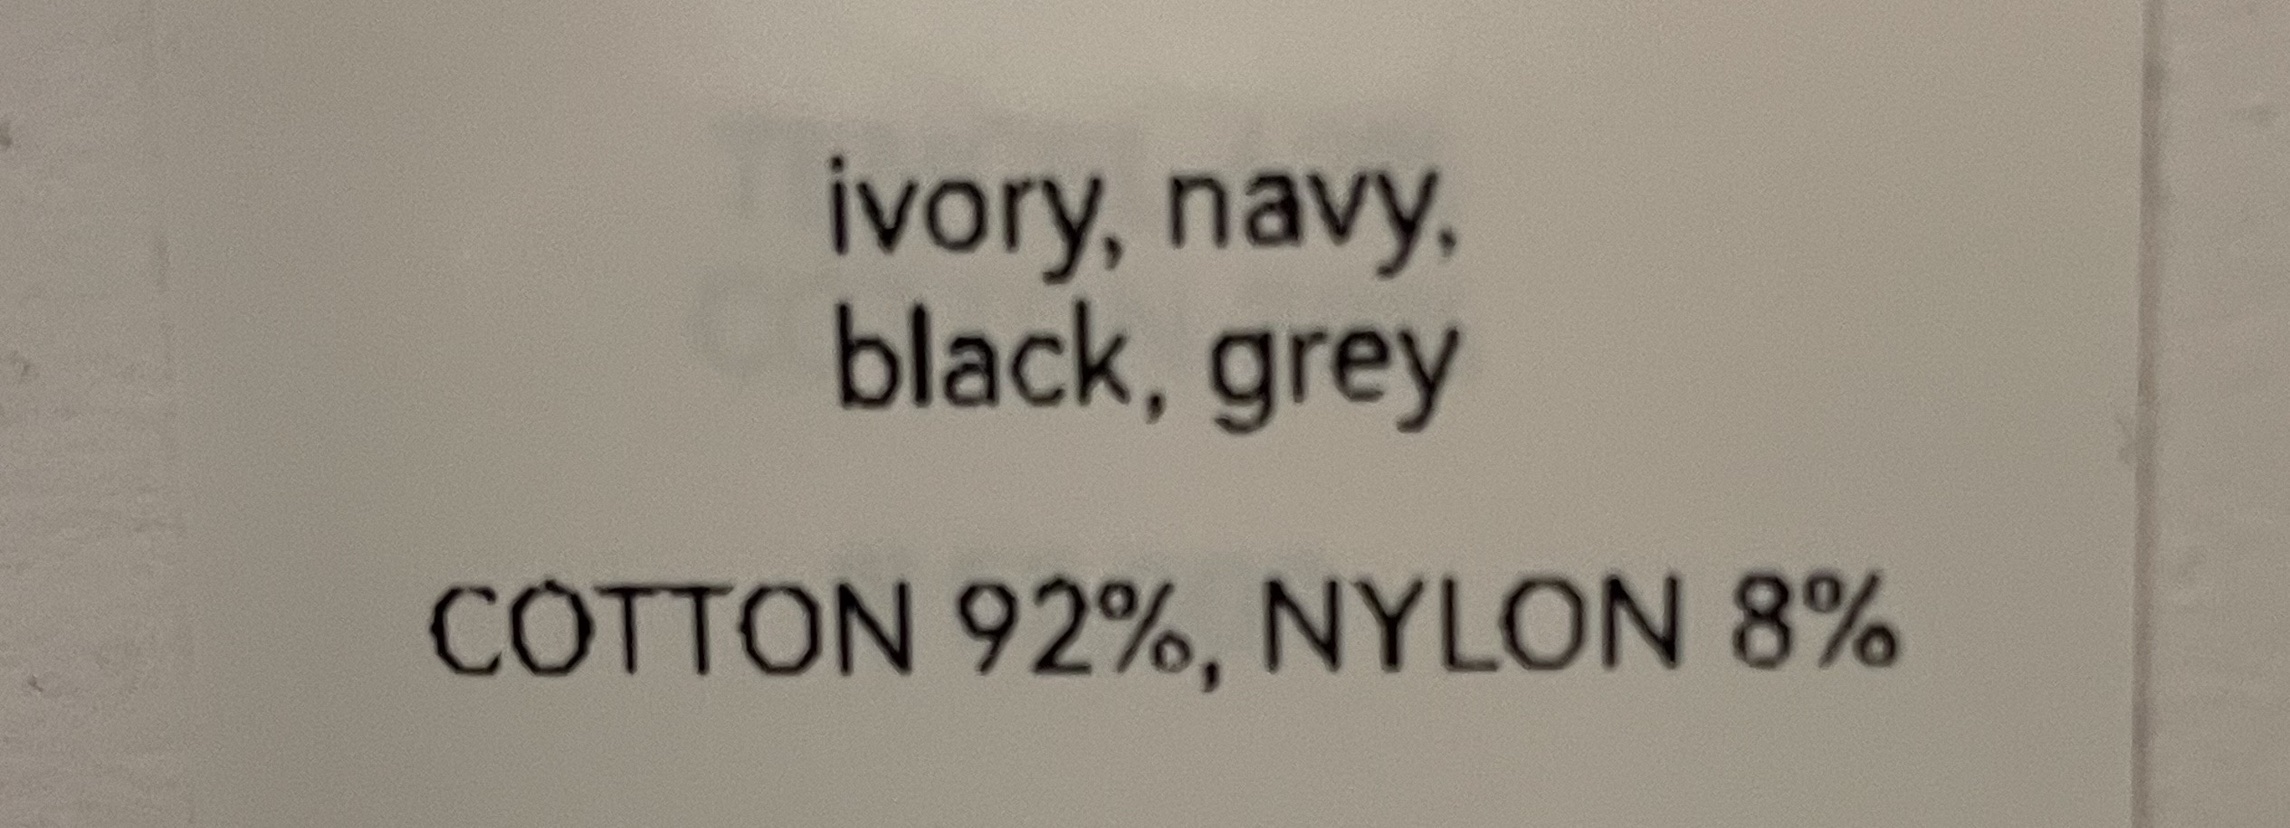 ivory, navy,
black, grey
COTTON 92%, NYLON 8%